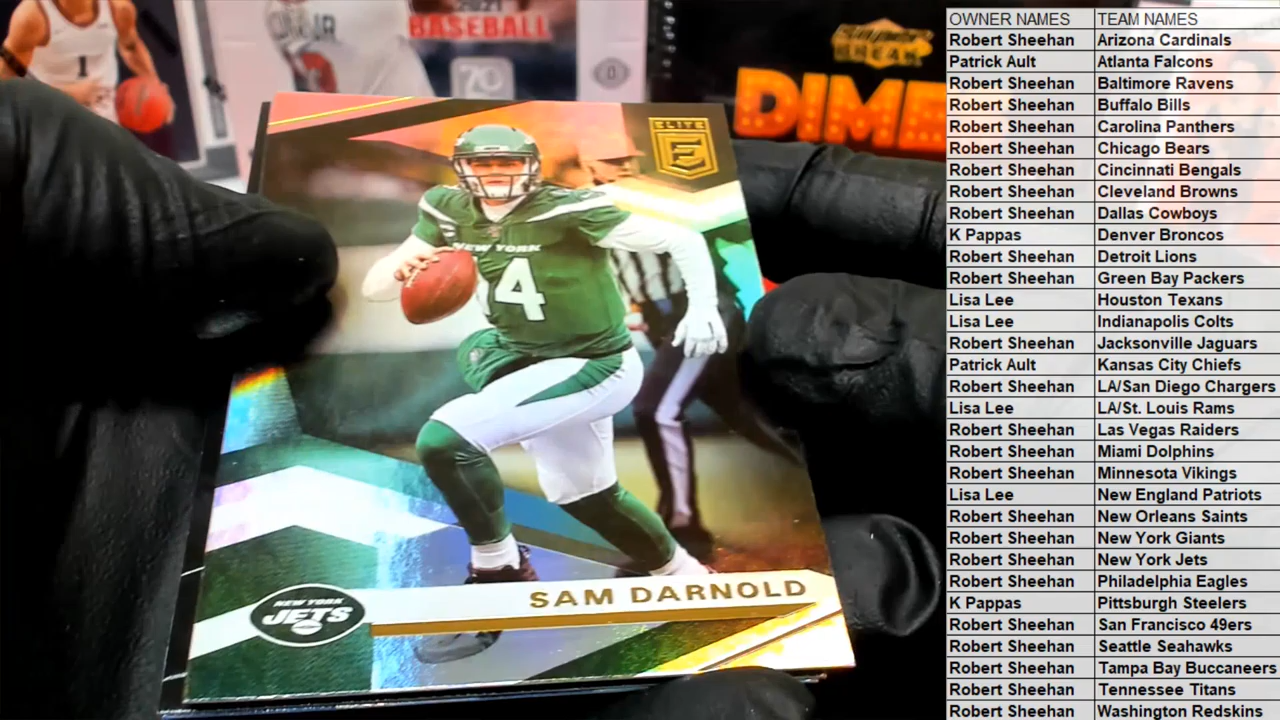 2021
BASEBALL
70
1
BREAK
DIME
ELITE
E
NEW YORK
14
SAM DARNOLD
NEW YORK
JETS
OWNER NAMES TEAM NAMES
Robert Sheehan Arizona Cardinals
Patrick Ault Atlanta Falcons
Robert Sheehan Baltimore Ravens
Robert Sheehan Buffalo Bills
Robert Sheehan Carolina Panthers
Robert Sheehan Chicago Bears
Robert Sheehan Cincinnati Bengals
Robert Sheehan Cleveland Browns
Robert Sheehan Dallas Cowboys
K Pappas Denver Broncos
Robert Sheehan Detroit Lions
Robert Sheehan Green Bay Packers
Lisa Lee Houston Texans
Lisa Lee Indianapolis Colts
Robert Sheehan Jacksonville Jaguars
Patrick Ault Kansas City Chiefs
Robert Sheehan LA/San Diego Chargers
Lisa Lee LA/St. Louis Rams
Robert Sheehan Las Vegas Raiders
Robert Sheehan Miami Dolphins
Robert Sheehan Minnesota Vikings
Lisa Lee New England Patriots
Robert Sheehan New Orleans Saints
Robert Sheehan New York Giants
Robert Sheehan New York Jets
Robert Sheehan Philadelphia Eagles
K Pappas Pittsburgh Steelers
Robert Sheehan San Francisco 49ers
Robert Sheehan Seattle Seahawks
Robert Sheehan Tampa Bay Buccaneers
Robert Sheehan Tennessee Titans
Robert Sheehan Washington Redskins